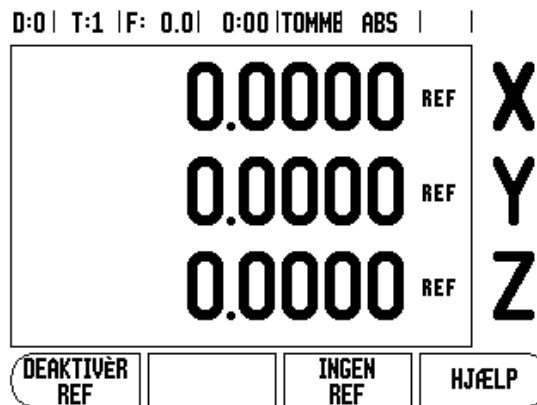 D:0 | T:1 | F: 0.0 | 0:00 | TOMME ABS | |
0.0000 REF X
0.0000 REF Y
0.0000 REF Z
DEAKTIVÈR REF
INGEN REF
HJÆLP